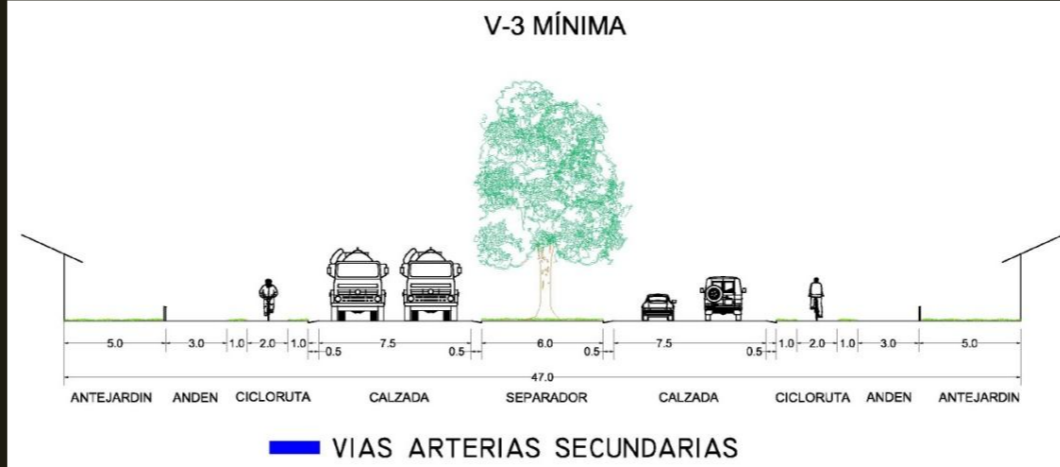 V-3 MÍNIMA
5.0 3.0 1.0 2.0 1.0 0.5 7.5 0.5 6.0 0.5 7.5 0.5 1.0 2.0 1.0 3.0 5.0
47.0
ANTEJARDIN ANDEN CICLORUTA CALZADA SEPARADOR CALZADA CICLORUTA ANDEN ANTEJARDIN
VIAS ARTERIAS SECUNDARIAS